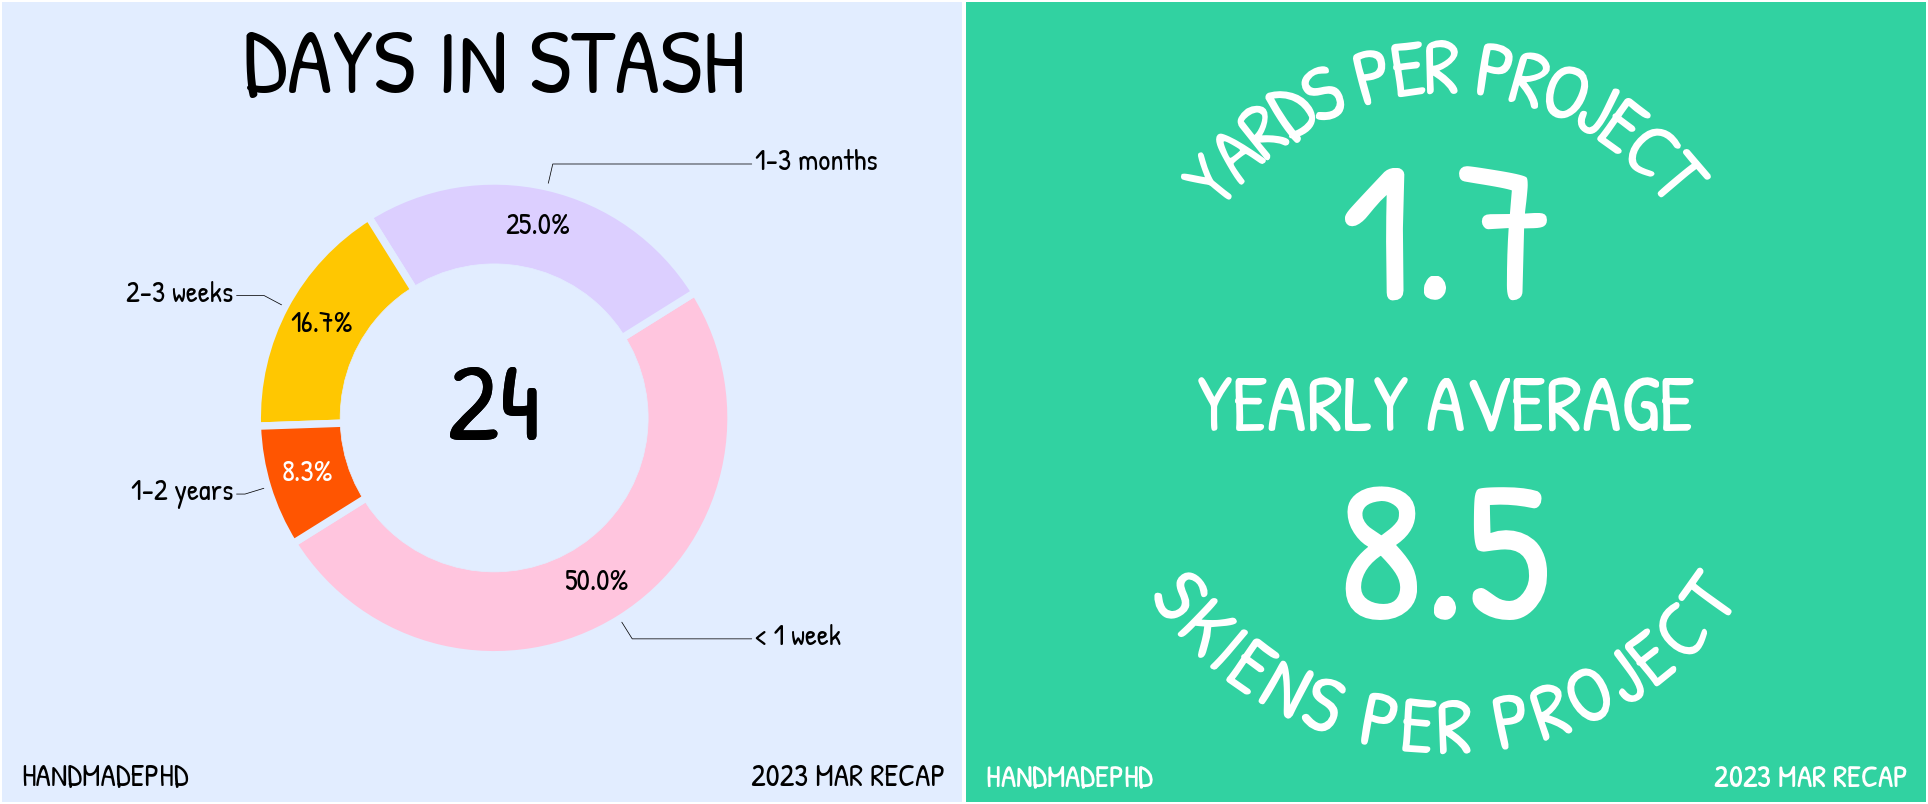 DAYS IN STASH
1-3 months
25.0%
2-3 weeks
16.7%
24
8.3%
1-2 years
50.0%
< 1 week
HANDMADEPHD
2023 MAR RECAP
YARDS PER PROJECT
1.7
YEARLY AVERAGE
8.5
SKIENS PER PROJECT
HANDMADEPHD
2023 MAR RECAP